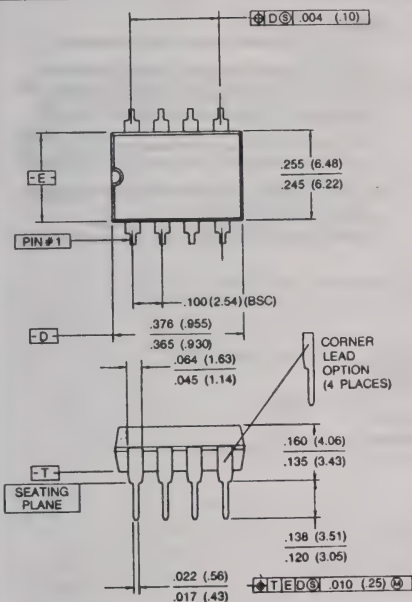 ⌖ D Ⓢ .004 (.10)
-E-
.255 (6.48)
.245 (6.22)
PIN #1
.100 (2.54) (BSC)
-D-
.376 (.955)
.365 (.930)
.064 (1.63)
.045 (1.14)
CORNER
LEAD
OPTION
(4 PLACES)
.160 (4.06)
.135 (3.43)
-T-
SEATING
PLANE
.138 (3.51)
.120 (3.05)
.022 (.56)
.017 (.43)
⌖ T E D Ⓢ .010 (.25) Ⓜ